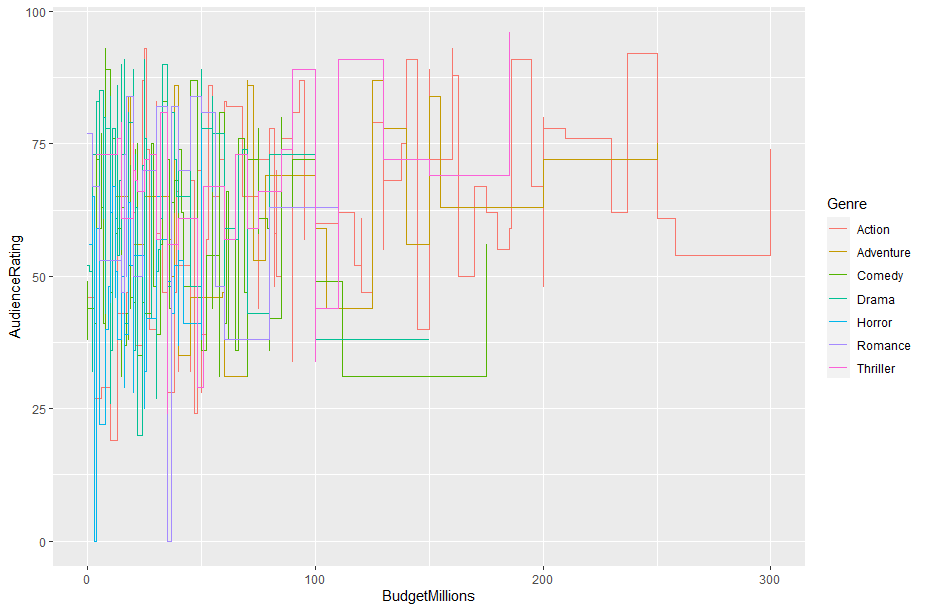 100
75
50
25
0
AudienceRating
0 100 200 300
BudgetMillions
Genre
Action
Adventure
Comedy
Drama
Horror
Romance
Thriller